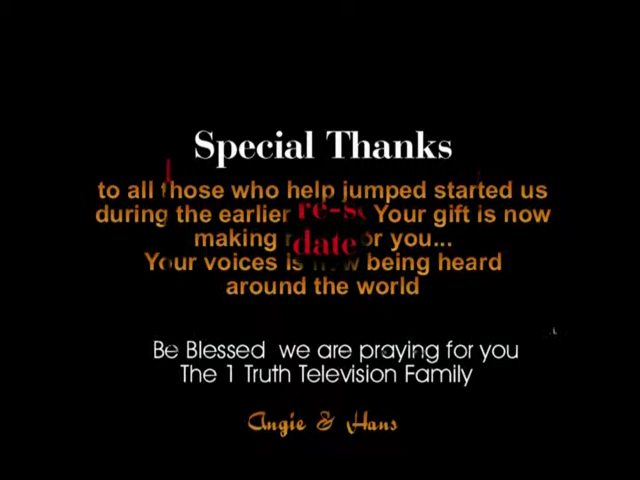 Special Thanks
to all those who help jumped started us
during the earlier re-s Your gift is now
making date or you...
Your voices is being heard
around the world
Be Blessed we are praying for you
The 1 Truth Television Family
Angie & Hans